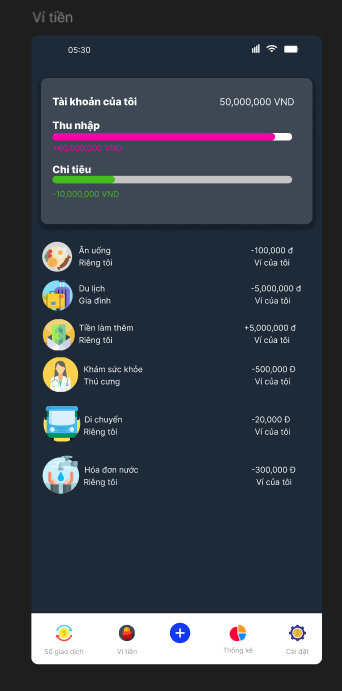 Ví tiền
05:30
Tài khoản của tôi 50,000,000 VND
Thu nhập
+60,000,000 VND
Chi tiêu
-10,000,000 VND
Ăn uống -100,000 đ
Riêng tôi Ví của tôi
Du lịch -5,000,000 đ
Gia đình Ví của tôi
Tiền làm thêm +5,000,000 đ
Riêng tôi Ví của tôi
Khám sức khỏe -500,000 Đ
Thú cưng Ví của tôi
Di chuyển -20,000 Đ
Riêng tôi Ví của tôi
Hóa đơn nước -300,000 Đ
Riêng tôi Ví của tôi
Sổ giao dịch Ví tiền Thống kê Cài đặt